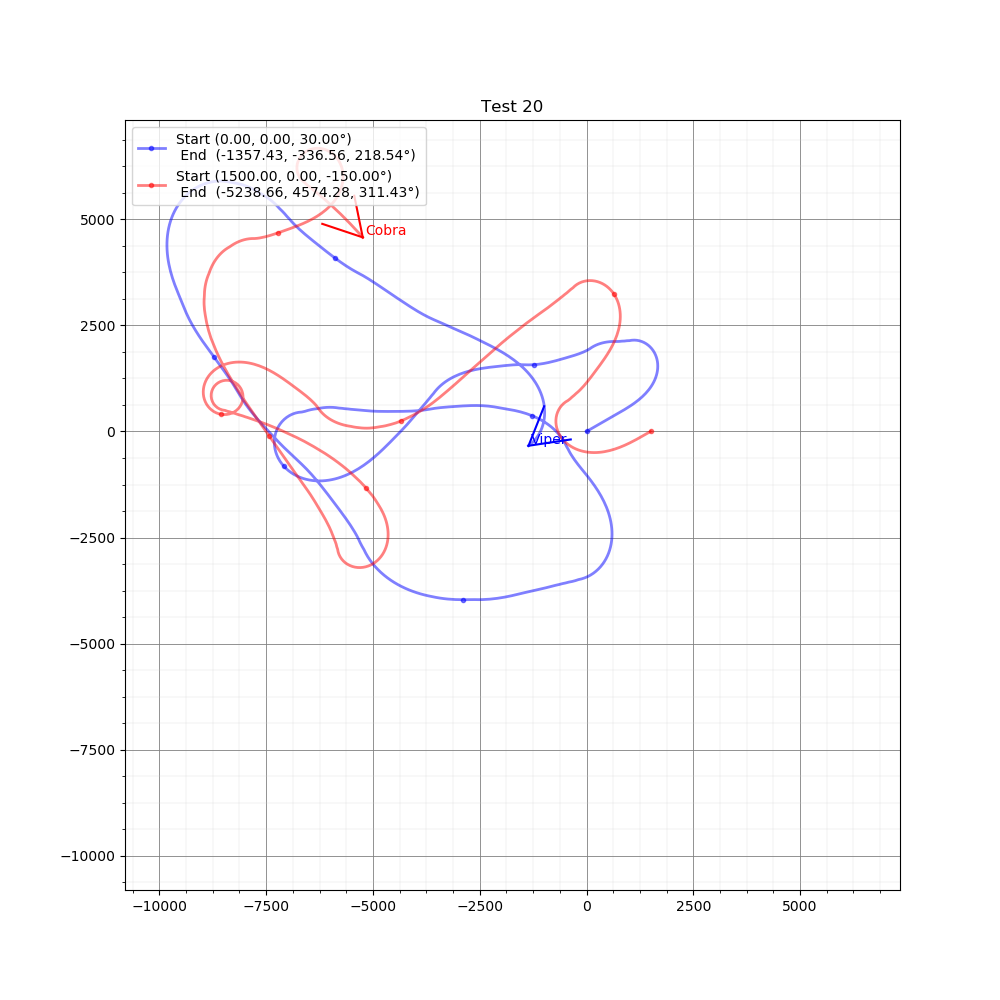 Test 20
Start (0.00, 0.00, 30.00°)
End (-1357.43, -336.56, 218.54°)
Start (1500.00, 0.00, -150.00°)
End (-5238.66, 4574.28, 311.43°)
Cobra
Viper
5000
2500
0
−2500
−5000
−7500
−10000
−10000 −7500 −5000 −2500 0 2500 5000